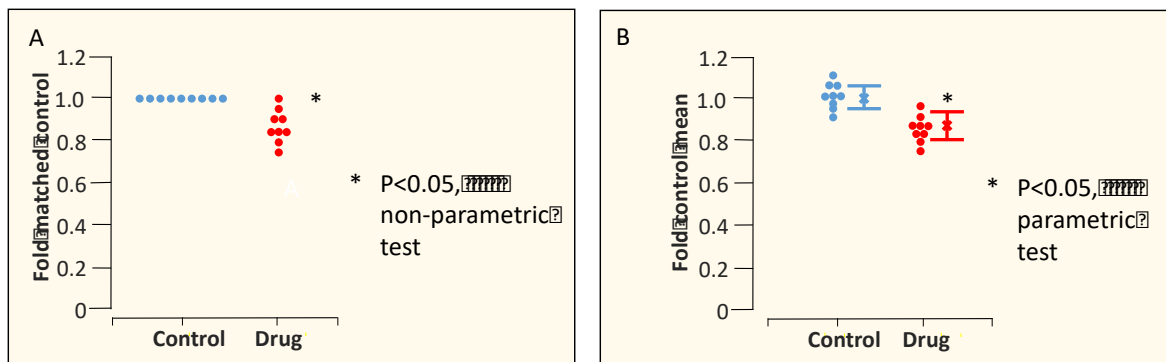 A
Fold matched control
1.2
1.0
0.8
0.6
0.4
0.2
0
Control Drug
*
A
* P<0.05,
non-parametric
test
B
Fold control mean
1.2
1.0
0.8
0.6
0.4
0.2
0
Control Drug
*
* P<0.05,
parametric
test